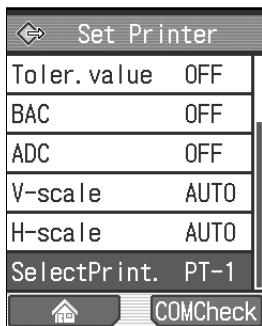 Set Printer
Toler.value OFF
BAC OFF
ADC OFF
V-scale AUTO
H-scale AUTO
SelectPrint. PT-1
COMCheck